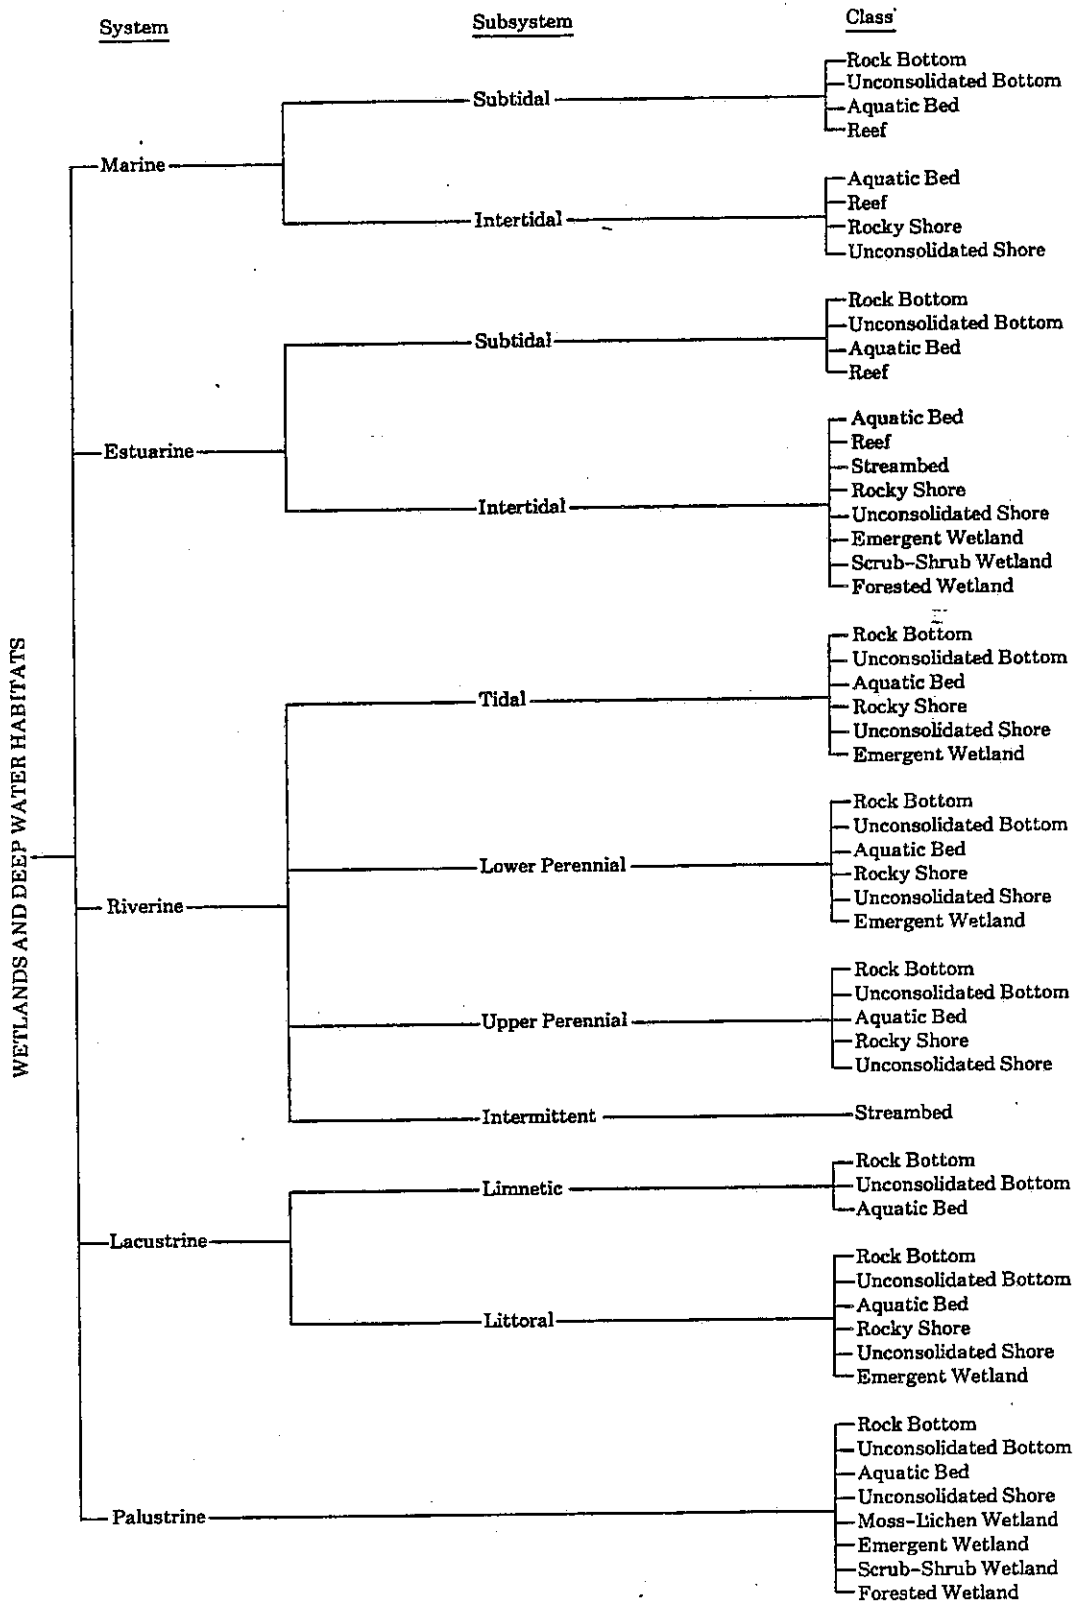 System Subsystem Class
WETLANDS AND DEEP WATER HABITATS
Marine
Subtidal
Rock Bottom
Unconsolidated Bottom
Aquatic Bed
Reef
Intertidal
Aquatic Bed
Reef
Rocky Shore
Unconsolidated Shore
Estuarine
Subtidal
Rock Bottom
Unconsolidated Bottom
Aquatic Bed
Reef
Intertidal
Aquatic Bed
Reef
Streambed
Rocky Shore
Unconsolidated Shore
Emergent Wetland
Scrub-Shrub Wetland
Forested Wetland
Riverine
Tidal
Rock Bottom
Unconsolidated Bottom
Aquatic Bed
Rocky Shore
Unconsolidated Shore
Emergent Wetland
Lower Perennial
Rock Bottom
Unconsolidated Bottom
Aquatic Bed
Rocky Shore
Unconsolidated Shore
Emergent Wetland
Upper Perennial
Rock Bottom
Unconsolidated Bottom
Aquatic Bed
Rocky Shore
Unconsolidated Shore
Intermittent
Streambed
Lacustrine
Limnetic
Rock Bottom
Unconsolidated Bottom
Aquatic Bed
Littoral
Rock Bottom
Unconsolidated Bottom
Aquatic Bed
Rocky Shore
Unconsolidated Shore
Emergent Wetland
Palustrine
Rock Bottom
Unconsolidated Bottom
Aquatic Bed
Unconsolidated Shore
Moss-Lichen Wetland
Emergent Wetland
Scrub-Shrub Wetland
Forested Wetland